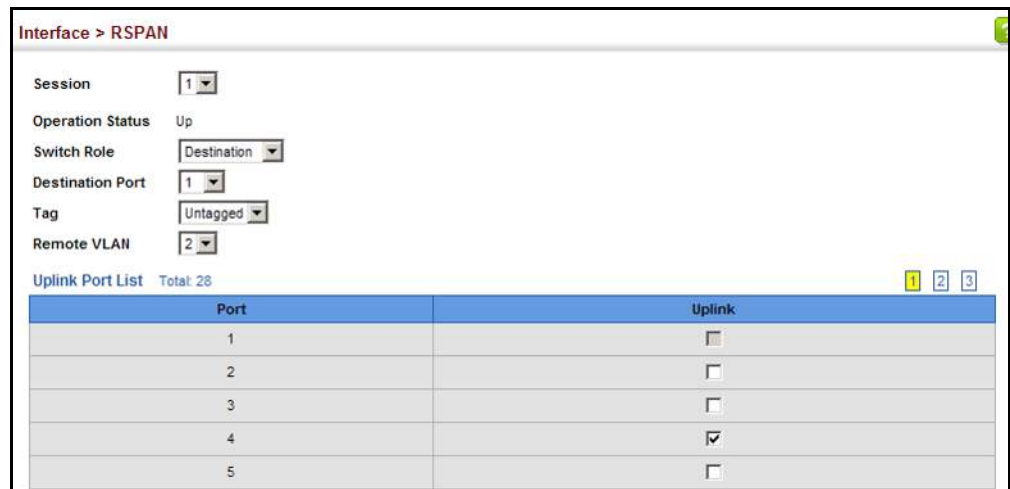 Interface > RSPAN
?
Session 1
Operation Status Up
Switch Role Destination
Destination Port 1
Tag Untagged
Remote VLAN 2
Uplink Port List Total: 28 1 2 3
Port Uplink
1
2
3
4
5